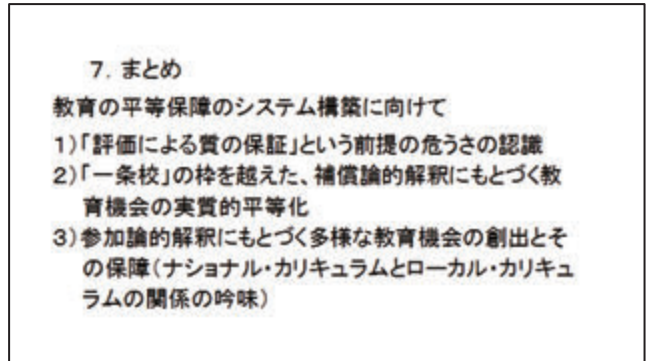 7．まとめ
教育の平等保障のシステム構築に向けて
1)「評価による質の保証」という前提の危うさの認識
2)「一条校」の枠を越えた、補償論的解釈にもとづく教
育機会の実質的平等化
3)参加論的解釈にもとづく多様な教育機会の創出とそ
の保障(ナショナル・カリキュラムとローカル・カリキュ
ラムの関係の吟味)